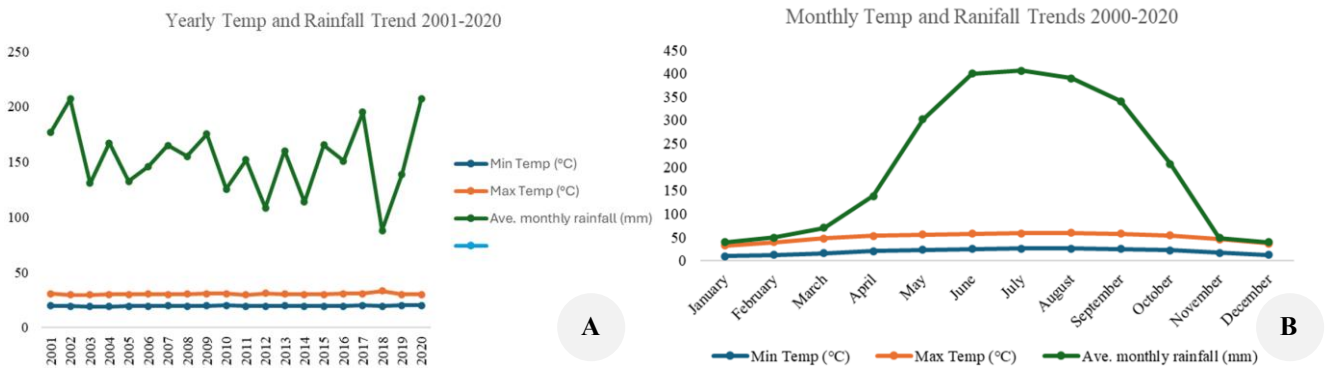 Yearly Temp and Rainfall Trend 2001-2020
250
200
150
100
50
0
2001 2002 2003 2004 2005 2006 2007 2008 2009 2010 2011 2012 2013 2014 2015 2016 2017 2018 2019 2020
Min Temp (°C)
Max Temp (°C)
Ave. monthly rainfall (mm)
A
Monthly Temp and Ranifall Trends 2000-2020
450
400
350
300
250
200
150
100
50
0
January February March April May June July August September October November December
Min Temp (°C) Max Temp (°C) Ave. monthly rainfall (mm)
B